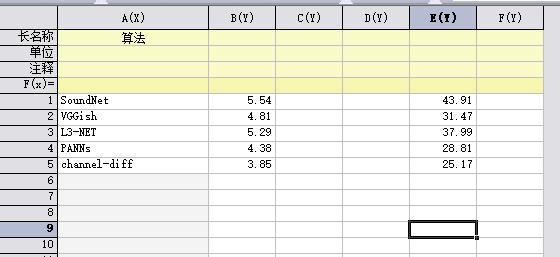 A(X) B(Y) C(Y) D(Y) E(Y) F(Y)
长名称 算法
单位
注释
F(x)=
1 SoundNet 5.54 43.91
2 VGGish 4.81 31.47
3 L3-NET 5.29 37.99
4 PANNs 4.38 28.81
5 channel-diff 3.85 25.17
6
7
8
9
10